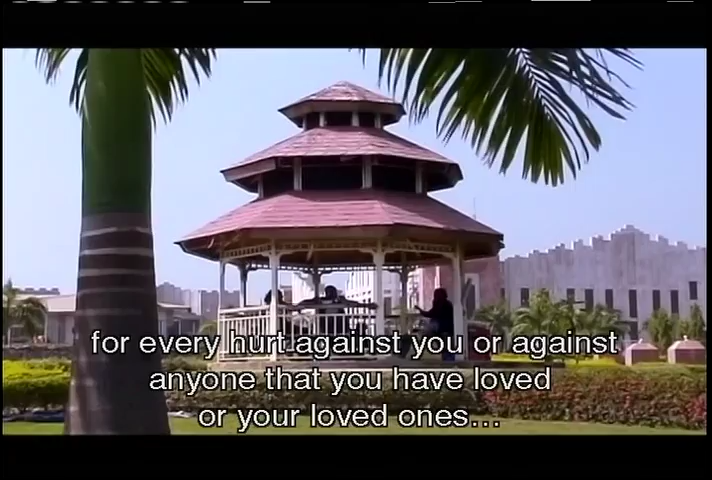 for every hurt against you or against
anyone that you have loved
or your loved ones...